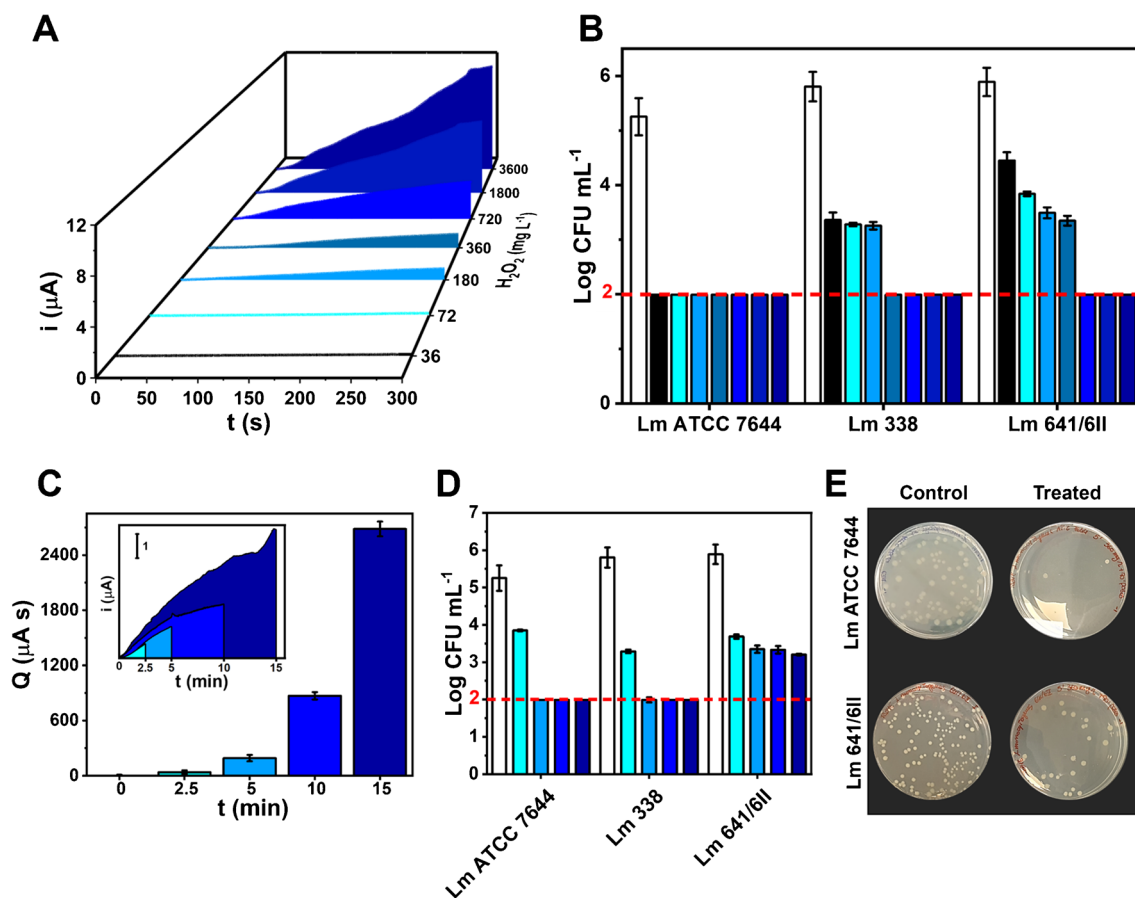 A
i (μA)
12
8
4
0
0
50
100
150
200
250
300
t (s)
3600
1800
720
360
180
72
36
H₂O₂ (mg L⁻¹)
B
Log CFU mL⁻¹
6
4
2
0
Lm ATCC 7644
Lm 338
Lm 641/6II
C
Q (μA s)
2400
1800
1200
600
0
0
2.5
5
10
15
t (min)
1
i (μA)
0
2.5
5
10
15
t (min)
D
Log CFU mL⁻¹
7
6
5
4
3
2
1
0
Lm ATCC 7644
Lm 338
Lm 641/6II
E
Control
Treated
Lm ATCC 7644
Lm 641/6II